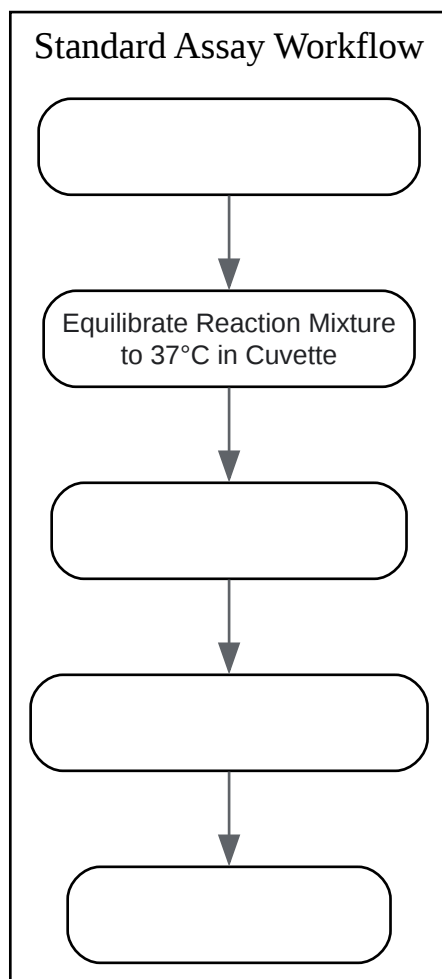 Standard Assay Workflow
Equilibrate Reaction Mixture
to 37°C in Cuvette